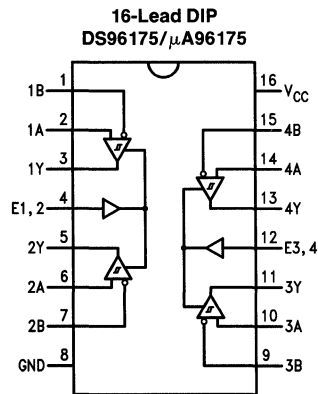 16-Lead DIP
DS96175/μA96175
1B 1
1A 2
1Y 3
E1, 2 4
2Y 5
2A 6
2B 7
GND 8
16 VCC
15 4B
14 4A
13 4Y
12 E3, 4
11 3Y
10 3A
9 3B